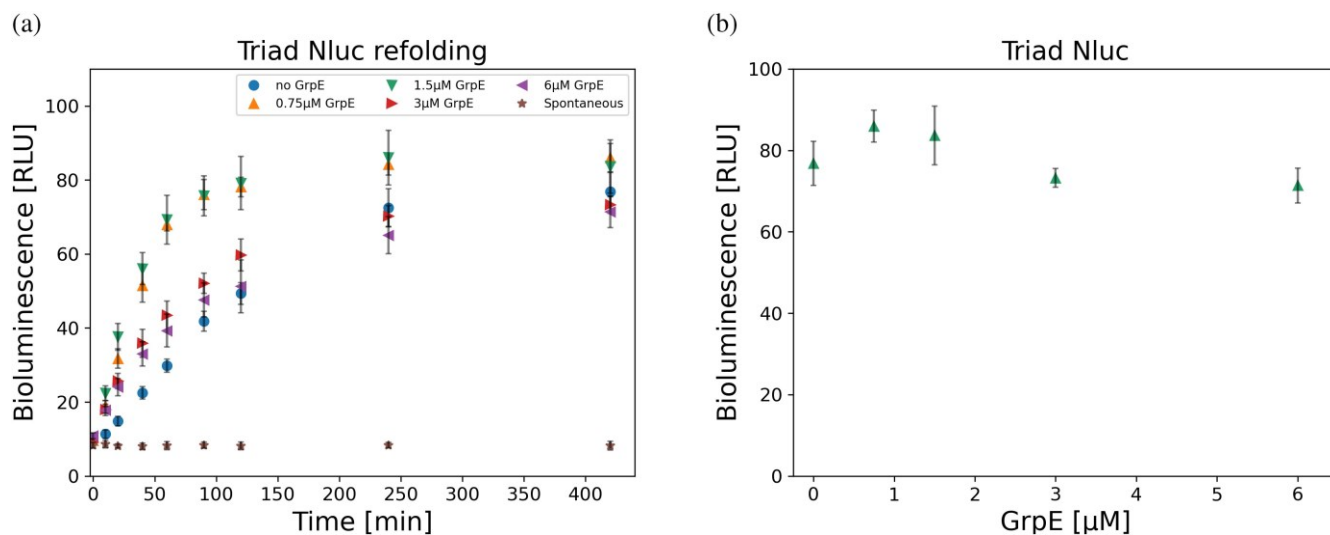 (a)
Triad Nluc refolding
no GrpE
0.75μM GrpE
1.5μM GrpE
3μM GrpE
6μM GrpE
Spontaneous
100
80
60
40
20
0
Bioluminescence [RLU]
0 50 100 150 200 250 300 350 400
Time [min]
(b)
Triad Nluc
100
80
60
40
20
0
Bioluminescence [RLU]
0 1 2 3 4 5 6
GrpE [μM]